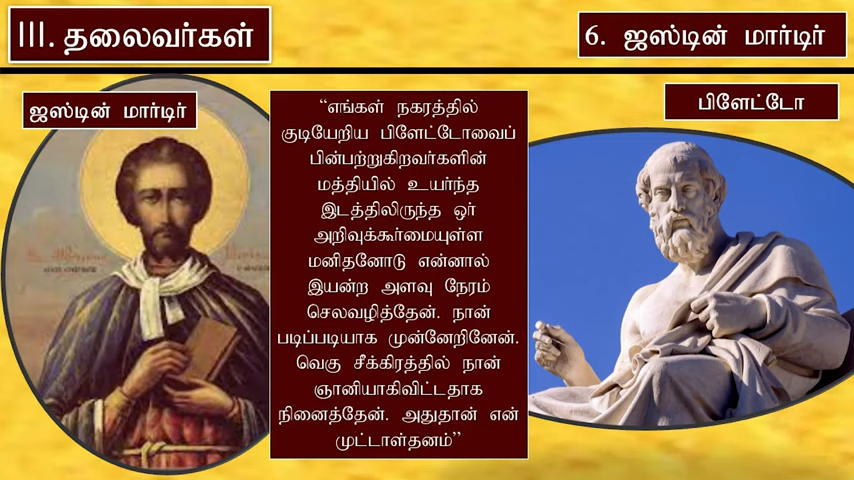 III. தலைவர்கள்
6. ஜஸ்டின் மார்டிர்
ஜஸ்டின் மார்டிர்
பிளேட்டோ
“எங்கள் நகரத்தில்
குடியேறிய பிளேட்டோவைப்
பின்பற்றுகிறவர்களின்
மத்தியில் உயர்ந்த
இடத்திலிருந்த ஓர்
அறிவுக்கூர்மையுள்ள
மனிதனோடு என்னால்
இயன்ற அளவு நேரம்
செலவழித்தேன். நான்
படிப்படியாக முன்னேறினேன்.
வெகு சீக்கிரத்தில் நான்
ஞானியாகிவிட்டதாக
நினைத்தேன். அதுதான் என்
முட்டாள்தனம்”